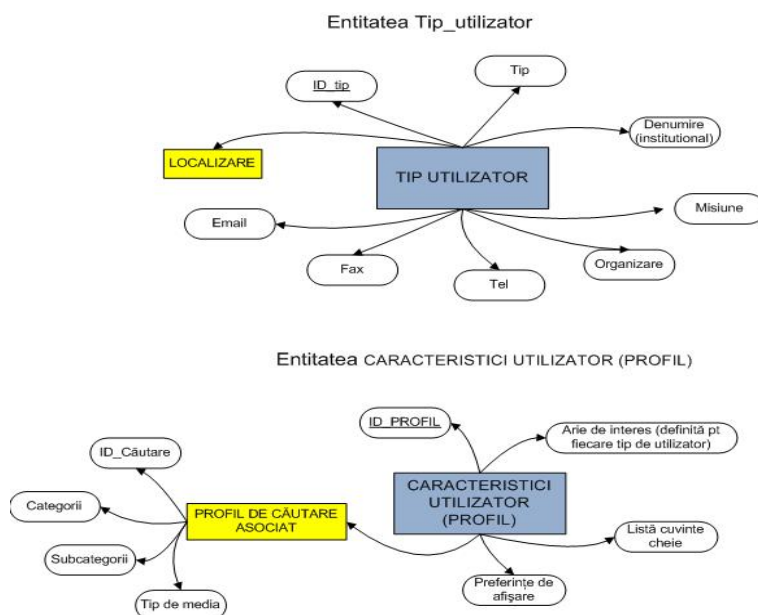 Entitatea Tip_utilizator
ID_tip
Tip
Denumire
(institutional)
LOCALIZARE
TIP UTILIZATOR
Misiune
Email
Fax
Tel
Organizare
Entitatea CARACTERISTICI UTILIZATOR (PROFIL)
ID_PROFIL
Arie de interes (definită pt
fiecare tip de utilizator)
ID_Căutare
CARACTERISTICI
UTILIZATOR
(PROFIL)
Categorii
PROFIL DE CĂUTARE
ASOCIAT
Listă cuvinte
cheie
Subcategorii
Preferințe de
afișare
Tip de media